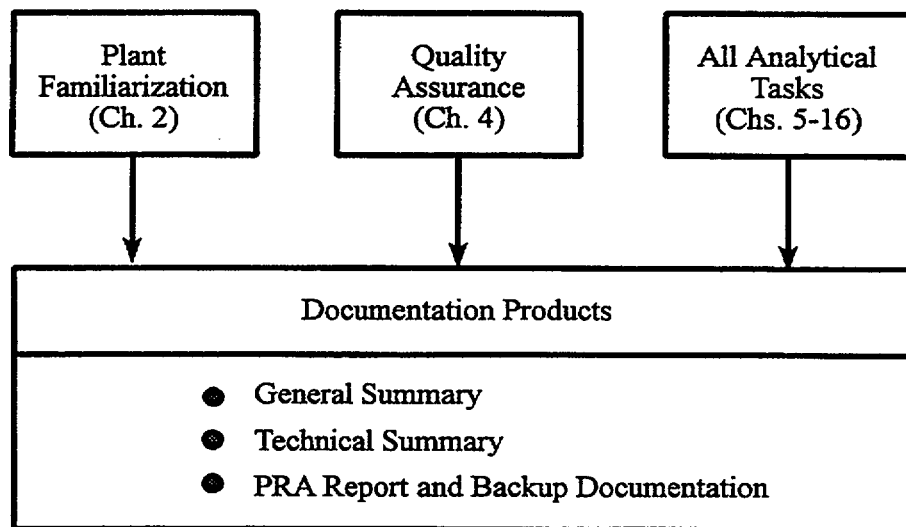 Plant
Familiarization
(Ch. 2)
Quality
Assurance
(Ch. 4)
All Analytical
Tasks
(Chs. 5-16)
Documentation Products
General Summary
Technical Summary
PRA Report and Backup Documentation